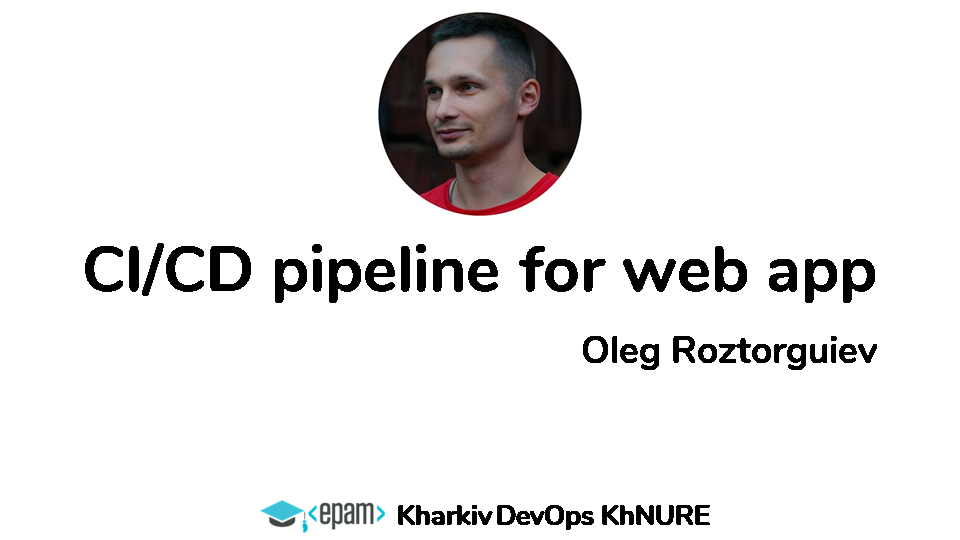 CI/CD pipeline for web app
Oleg Roztorguiev
<epam> Kharkiv DevOps KhNURE